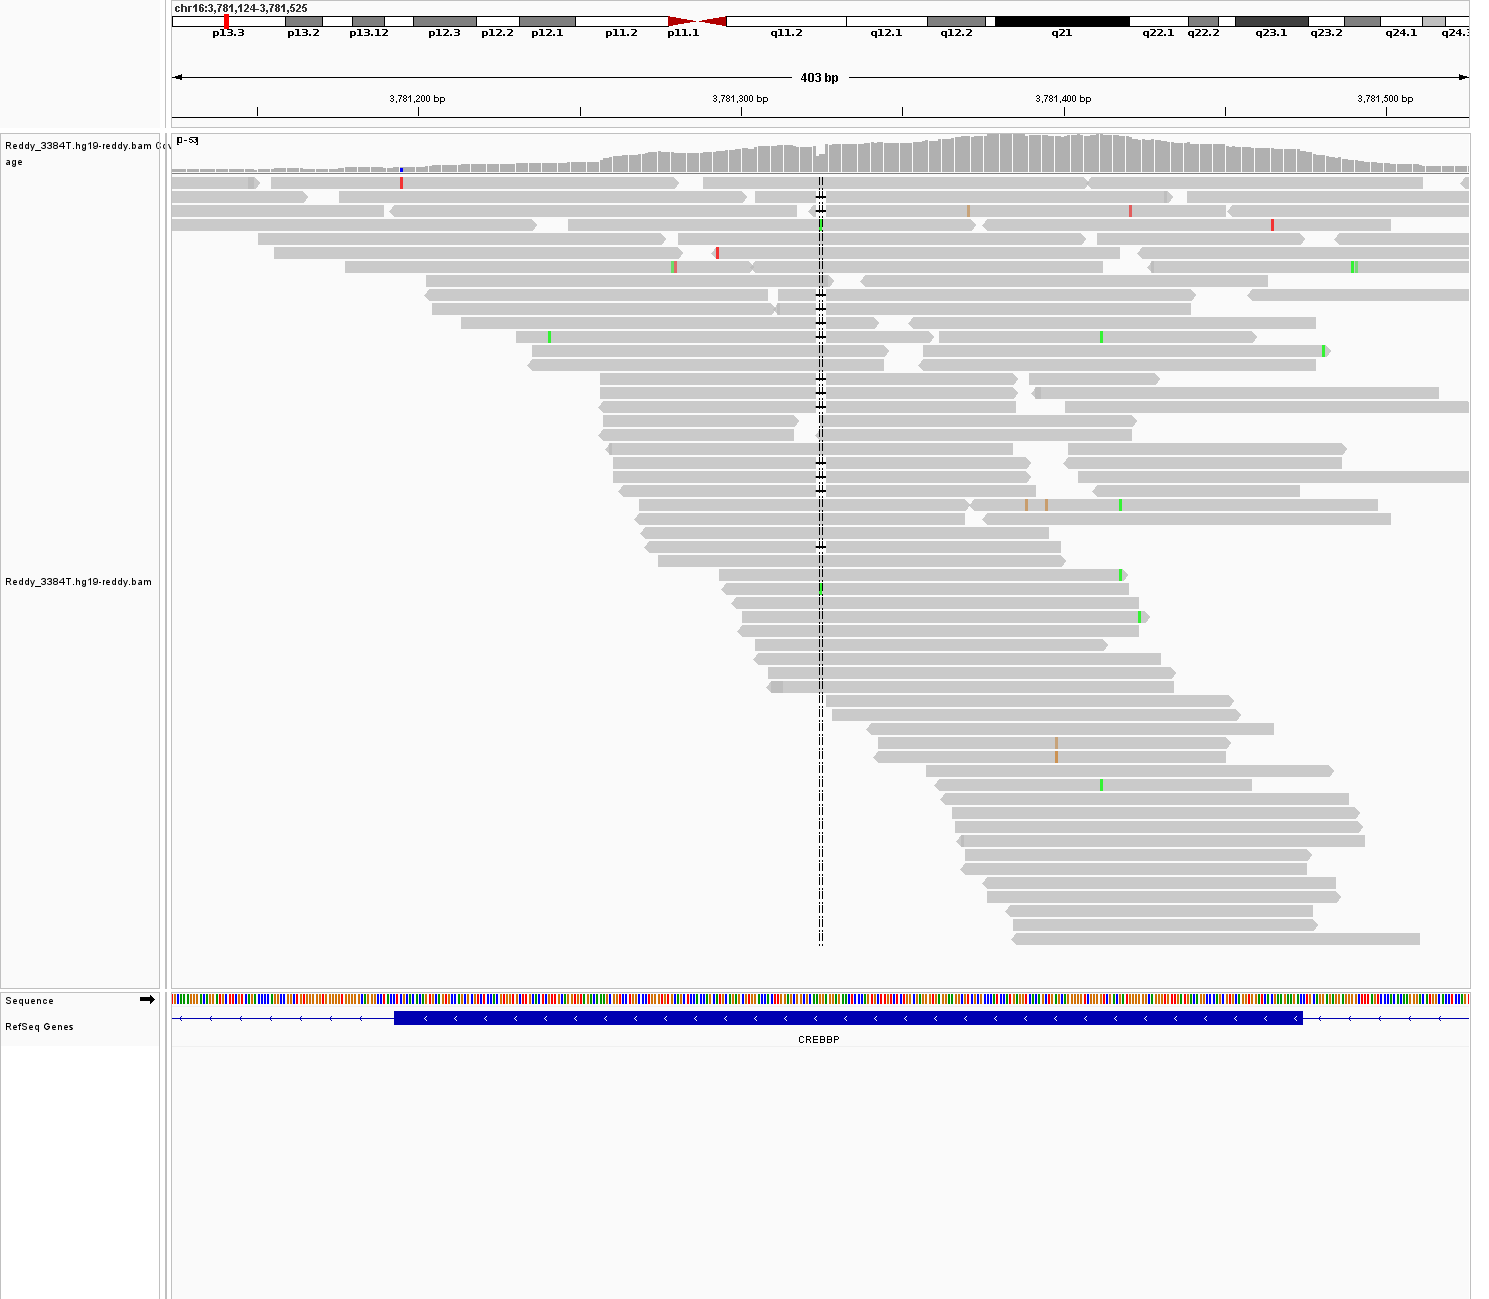 chr16:3,781,124-3,781,525
p13.3 p13.2 p13.12 p12.3 p12.2 p12.1 p11.2 p11.1 q11.2 q12.1 q12.2 q21 q22.1 q22.2 q23.1 q23.2 q24.1 q24.3
403 bp
3,781,200 bp 3,781,300 bp 3,781,400 bp 3,781,500 bp
Reddy_3384T.hg19-reddy.bam Cov
age
[0-53]
Reddy_3384T.hg19-reddy.bam
Sequence
RefSeq Genes
CREBBP